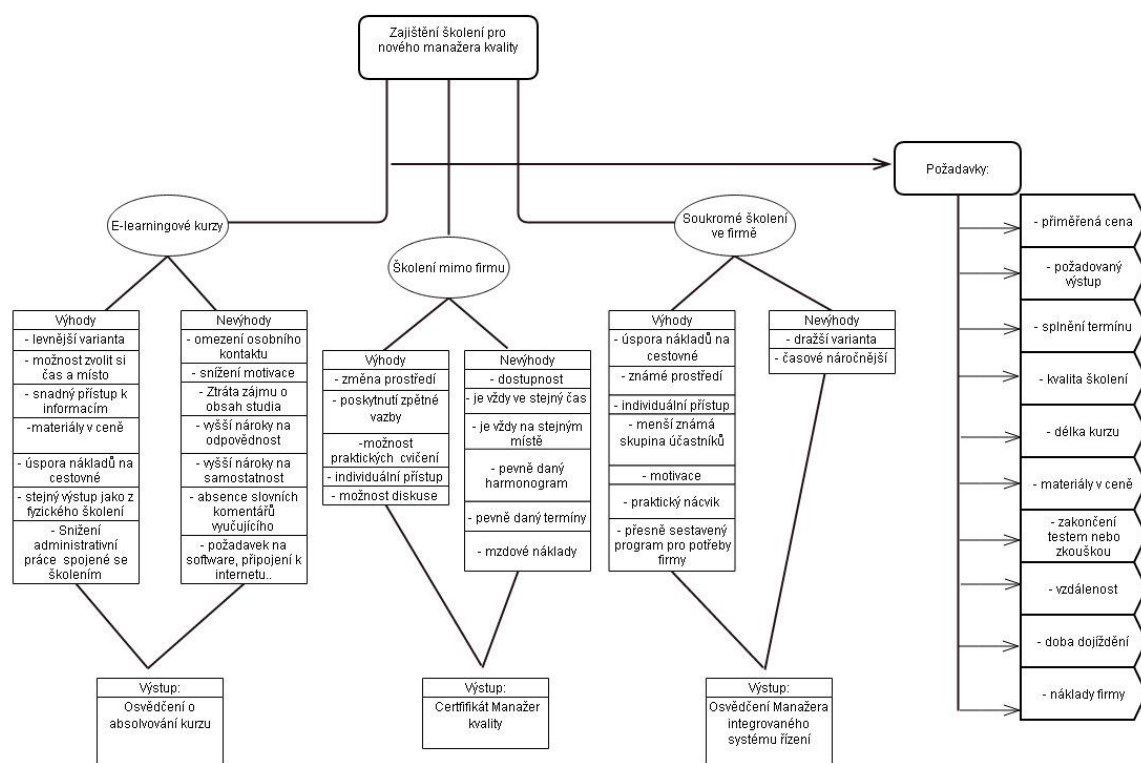 Zajištění školení pro
nového manažera kvality
Požadavky:
- přiměřená cena
- požadovaný
výstup
- splnění termínu
- kvalita školení
- délka kurzu
- materiály v ceně
- zakončení
testem nebo
zkouškou
- vzdálenost
- doba dojíždění
- náklady firmy
E-learningové kurzy
Výhody
- levnější varianta
- možnost zvolit si
čas a místo
- snadný přístup k
informacím
-materiály v ceně
- úspora nákladů na
cestovné
- stejný výstup jako z
fyzického školení
- Snižení
administrativní
práce spojené se
školením
Nevýhody
- omezení osobního
kontaktu
- snížení motivace
- Ztráta zájmu o
obsah studia
- vyšší nároky na
odpovědnost
- vyšší nároky na
samostatnost
- absence slovních
komentářů
vyučujícího
- požadavek na
software, připojení k
internetu..
Výstup:
Osvědčení o
absolvování kurzu
Školení mimo firmu
Výhody
- změna prostředí
- poskytnutí zpětné
vazby
-možnost
praktických cvičení
- individuální přístup
- možnost diskuse
Nevýhody
- dostupnost
- je vždy ve stejný čas
- je vždy na stejným
místě
- pevně daný
harmonogram
- pevně daný termíny
- mzdové náklady
Výstup:
Certfifikát Manažer
kvality
Soukromé školení
ve firmě
Výhody
- úspora nákladů na
cestovné
- známé prostředí
- individuální přístup
- menší známá
skupina účastníků
- motivace
- praktický nácvik
- přesně sestavený
program pro potřeby
firmy
Nevýhody
- dražší varianta
- časové náročnější
Výstup:
Osvědčení Manažera
integrovaného
systému řízení